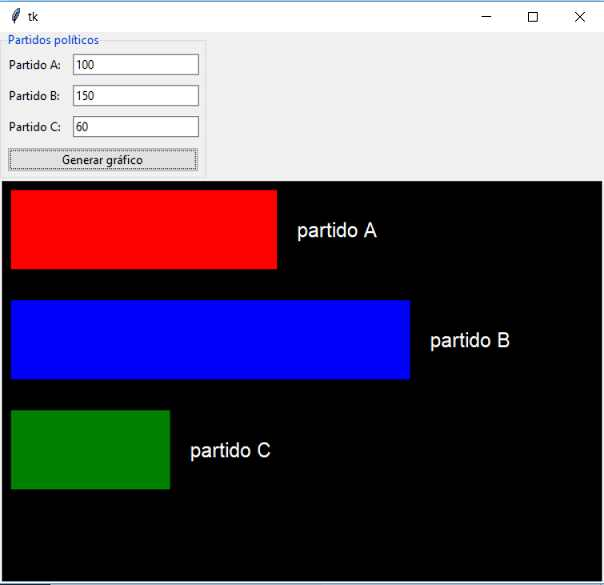 tk
Partidos políticos
Partido A: 100
Partido B: 150
Partido C: 60
Generar gráfico
partido A
partido B
partido C